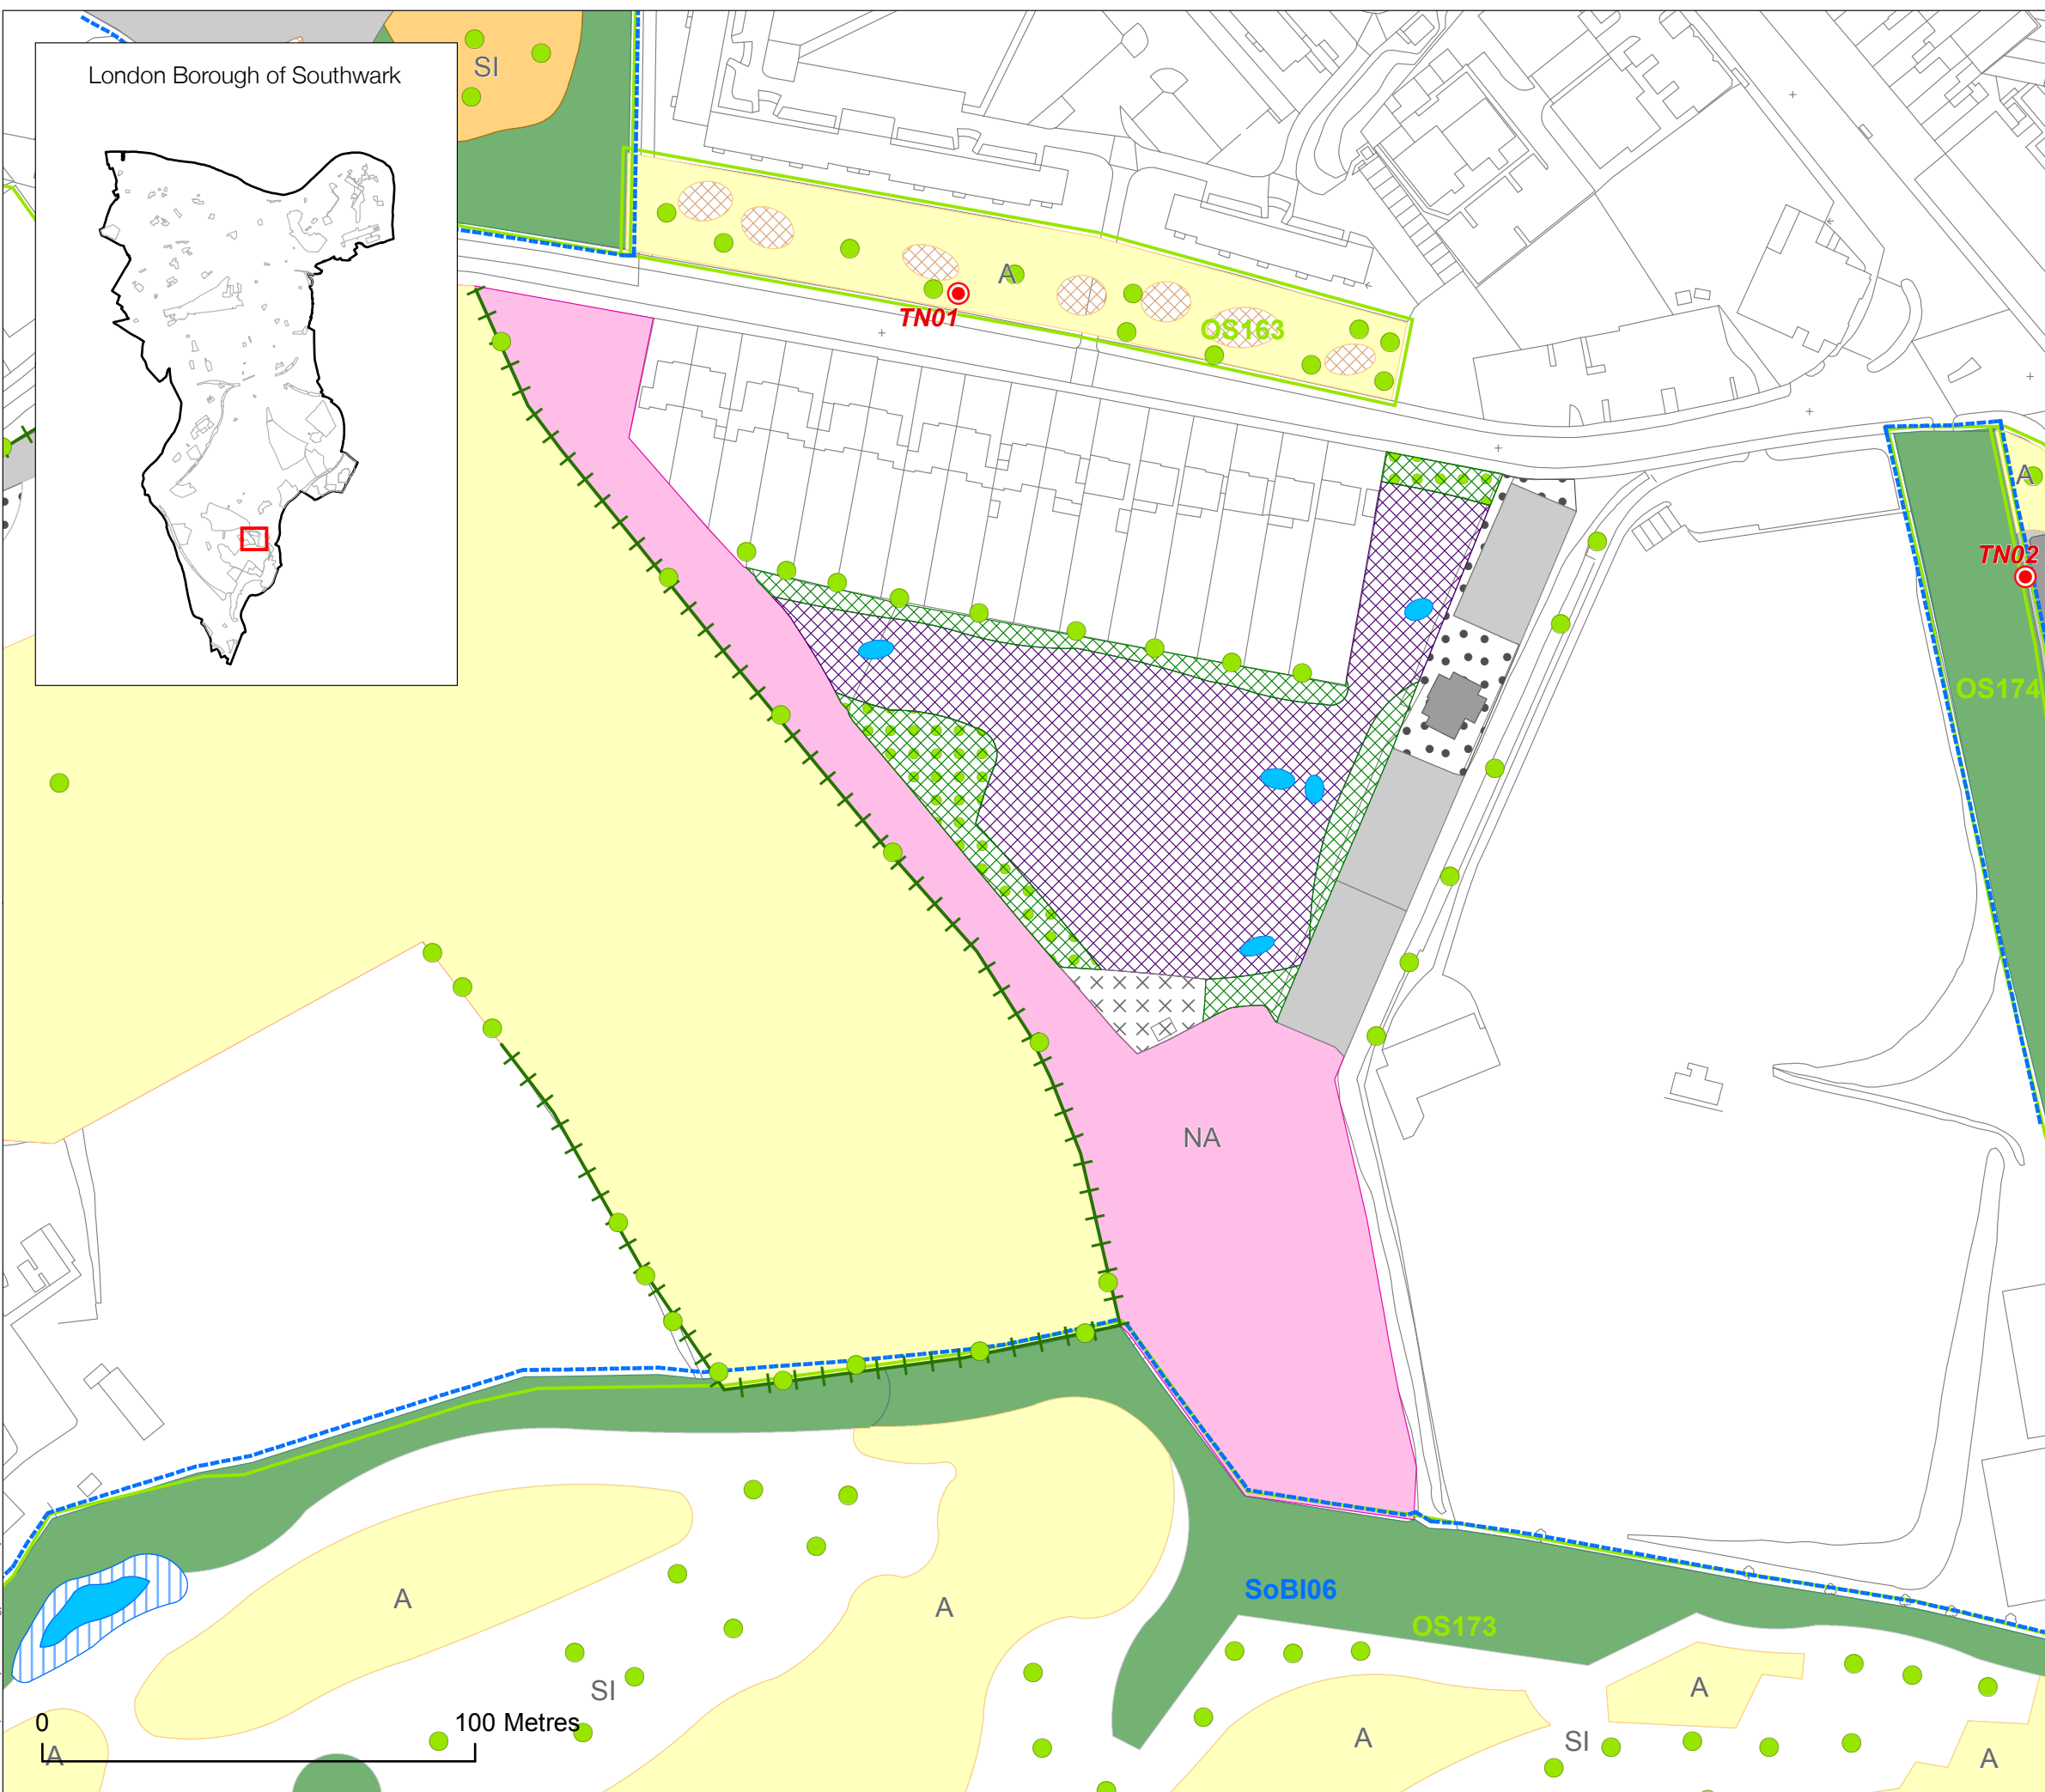 London Borough of Southwark
SI
A
TN01
OS163
A
TN02
OS174
NA
A
A
SoBI06
OS173
SI
A
A
SI
A
A
0
100 Metres